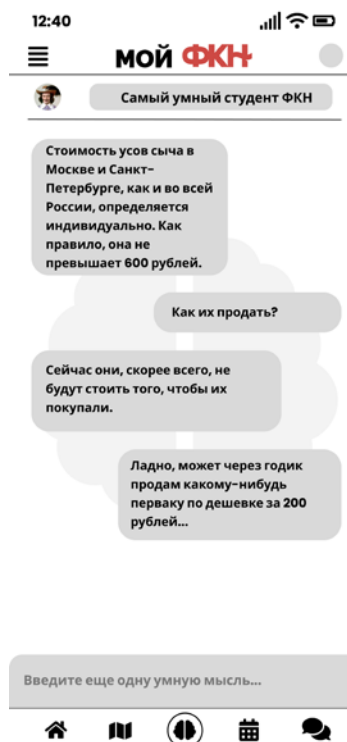 12:40
мой ФКН
Самый умный студент ФКН
Стоимость усов сыча в
Москве и Санкт-
Петербурге, как и во всей
России, определяется
индивидуально. Как
правило, она не
превышает 600 рублей.
Как их продать?
Сейчас они, скорее всего, не
будут стоить того, чтобы их
покупали.
Ладно, может через годик
продам какому-нибудь
перваку по дешевке за 200
рублей...
Введите еще одну умную мысль...